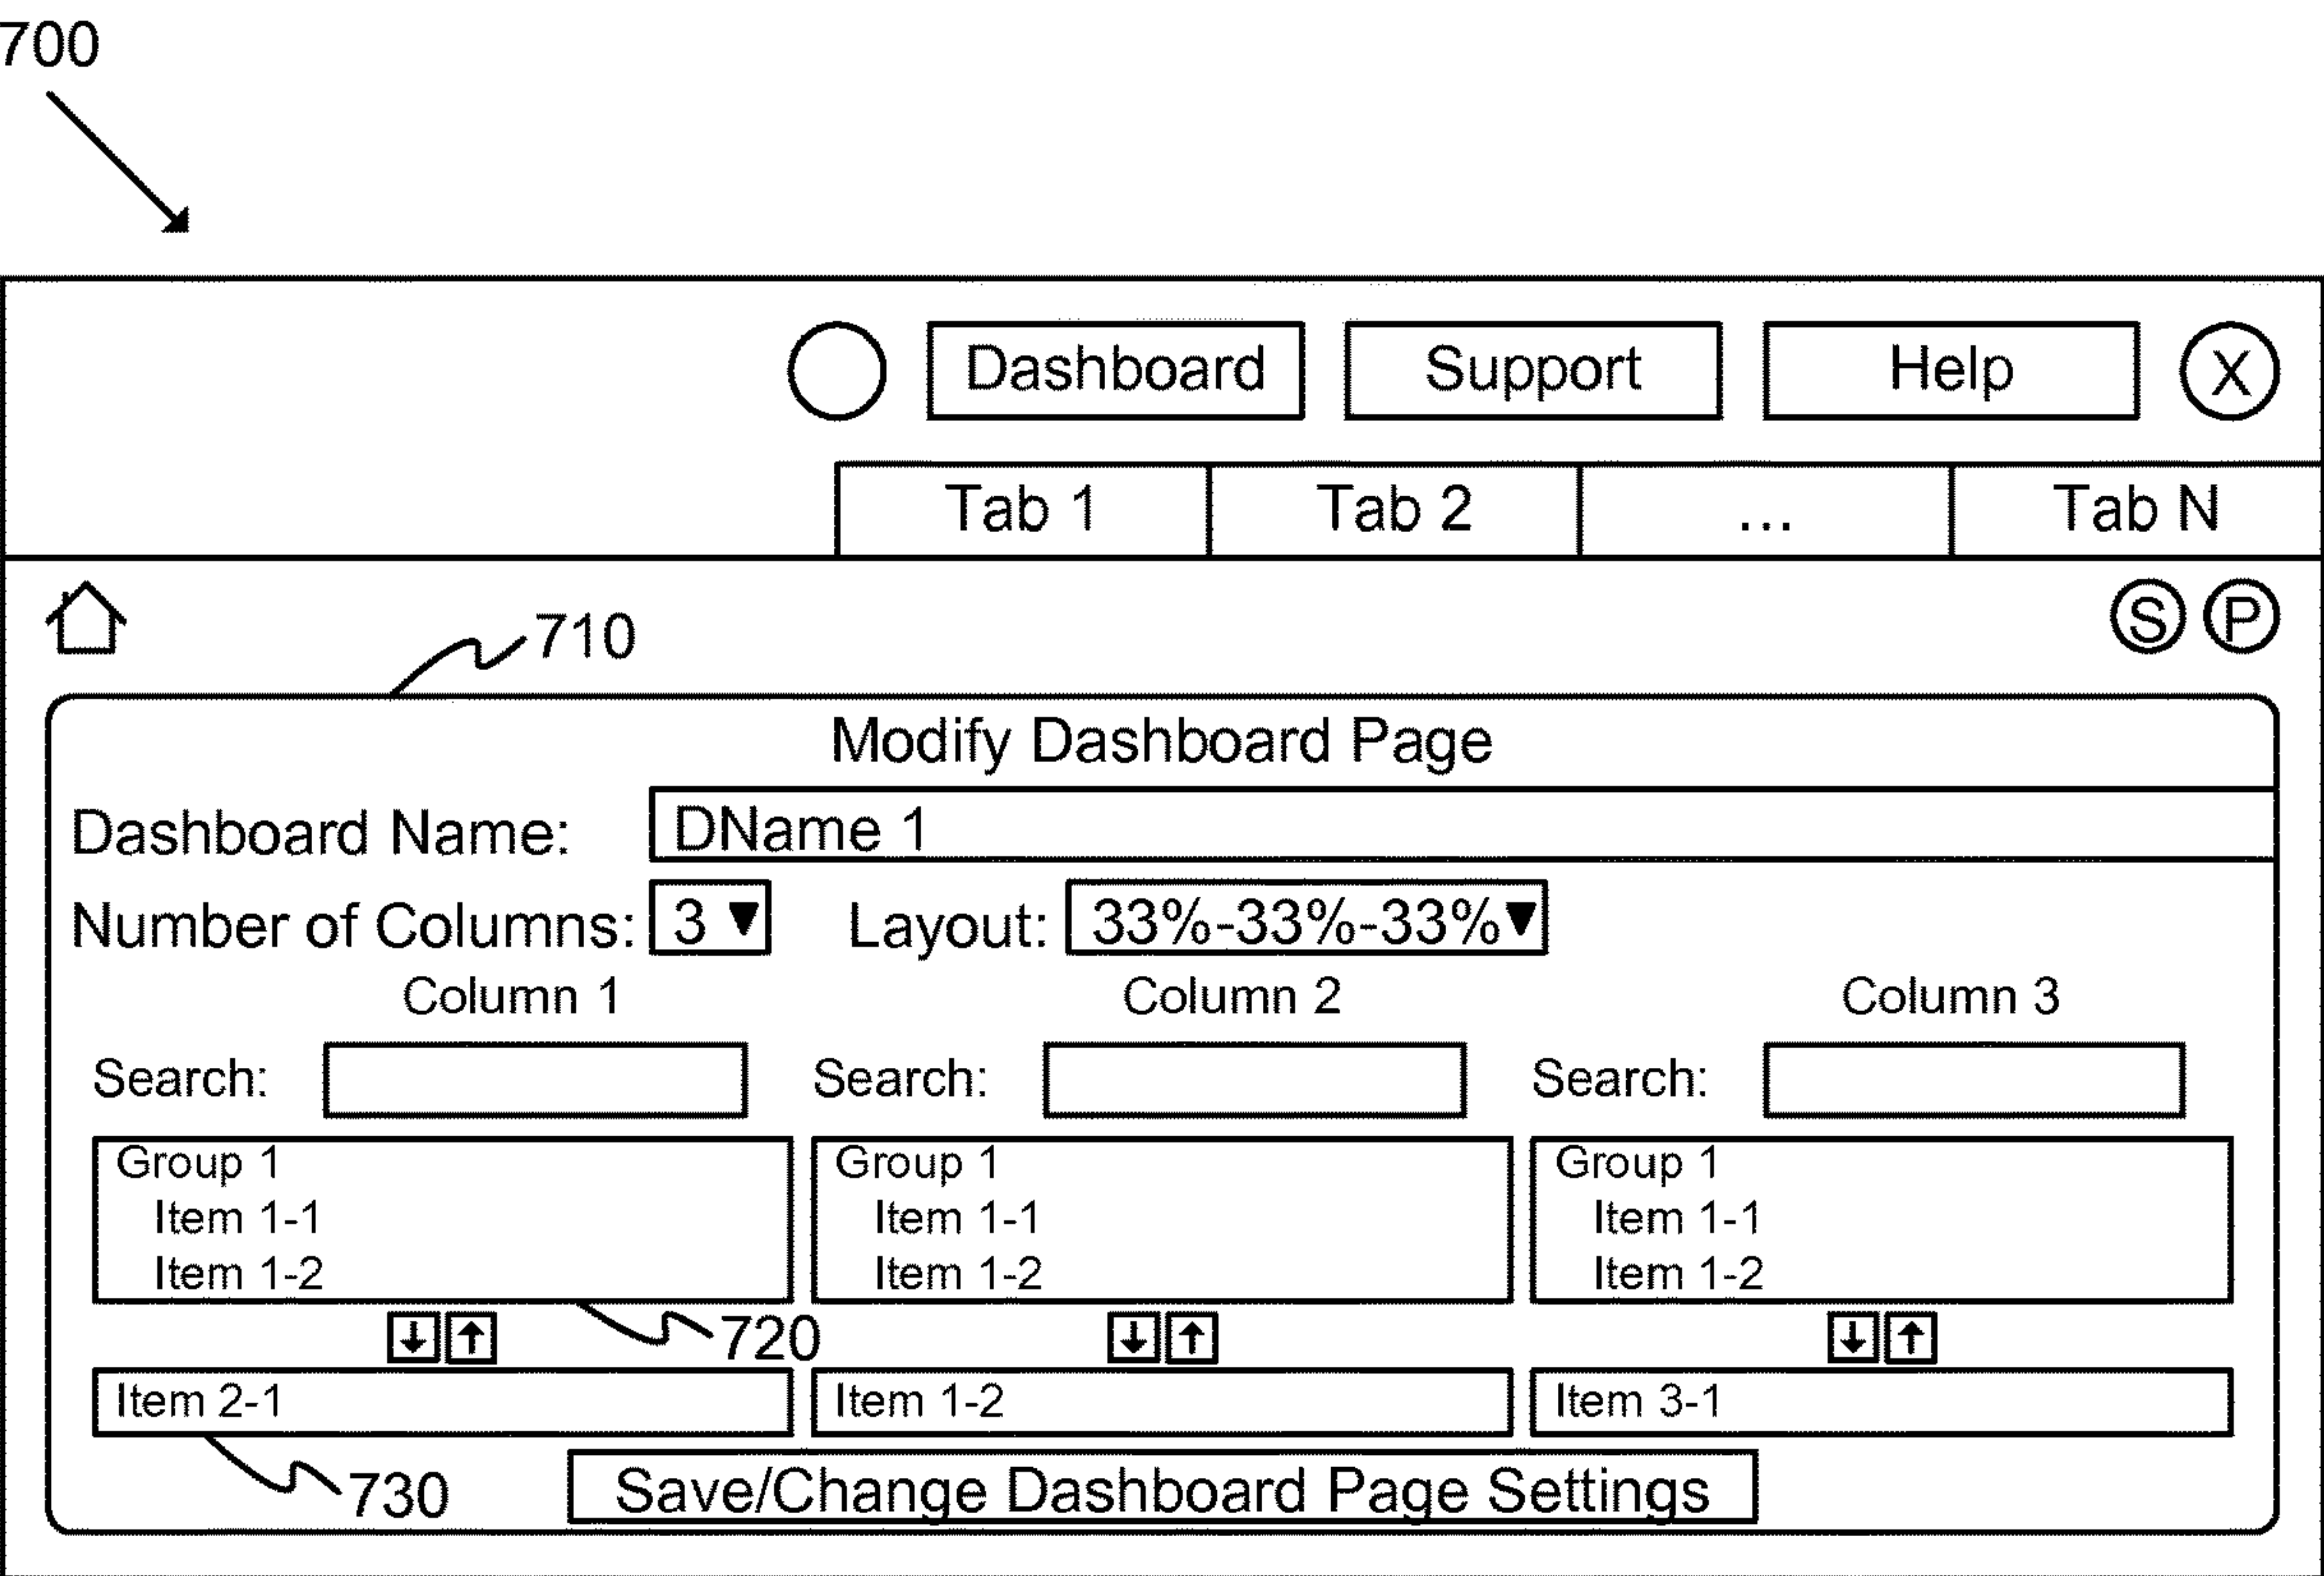 700
Dashboard Support Help X
Tab 1 Tab 2 ... Tab N
S P
710
Modify Dashboard Page
Dashboard Name: DName 1
Number of Columns: 3 ▼ Layout: 33%-33%-33%▼
Column 1 Column 2 Column 3
Search: Search: Search:
Group 1 Group 1 Group 1
Item 1-1 Item 1-1 Item 1-1
Item 1-2 Item 1-2 Item 1-2
↓ ↑ 720 ↓ ↑ ↓ ↑
Item 2-1 Item 1-2 Item 3-1
730 Save/Change Dashboard Page Settings